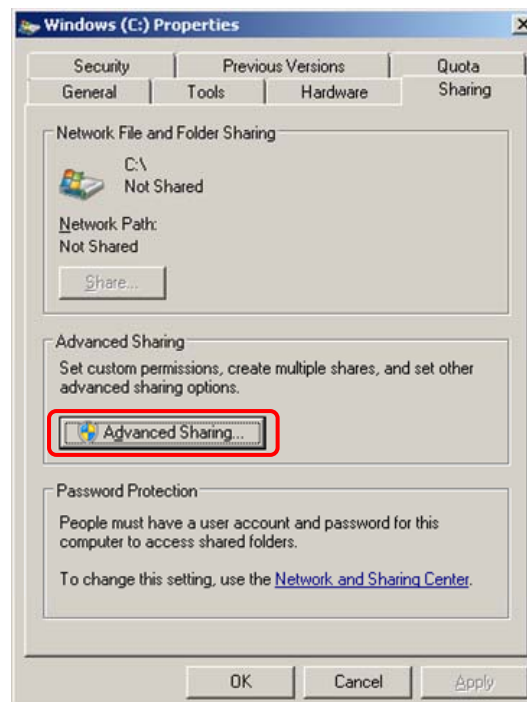 Windows (C:) Properties
Security Previous Versions Quota
General Tools Hardware Sharing
Network File and Folder Sharing
C:\
Not Shared
Network Path:
Not Shared
Share...
Advanced Sharing
Set custom permissions, create multiple shares, and set other
advanced sharing options.
Advanced Sharing...
Password Protection
People must have a user account and password for this
computer to access shared folders.
To change this setting, use the Network and Sharing Center.
OK Cancel Apply